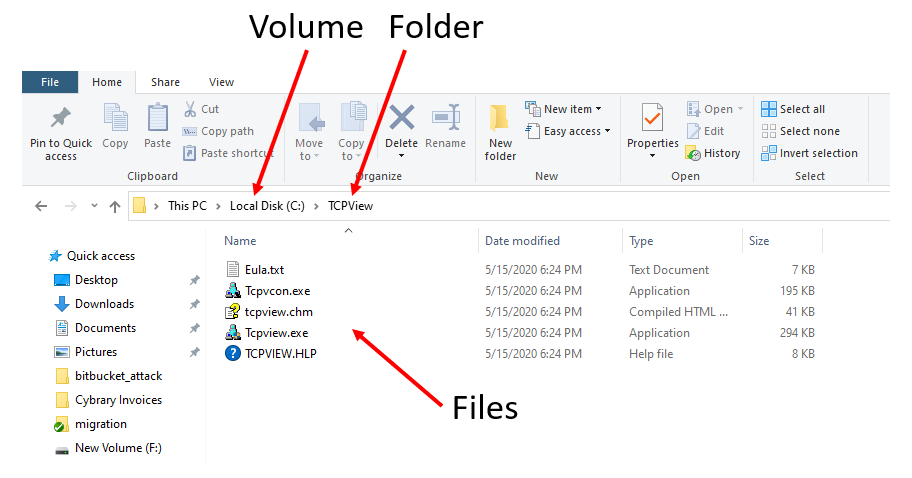 Volume Folder
File Home Share View
Pin to Quick access
Copy
Paste
Cut
Copy path
Paste shortcut
Clipboard
Move to
Copy to
Delete
Rename
Organize
New folder
New item
Easy access
New
Properties
Open
Edit
History
Open
Select all
Select none
Invert selection
Select
This PC Local Disk (C:) TCPView
Name Date modified Type Size
Quick access
Desktop
Downloads
Documents
Pictures
bitbucket_attack
Cybrary Invoices
migration
New Volume (F:)
Eula.txt 5/15/2020 6:24 PM Text Document 7 KB
Tcpvcon.exe 5/15/2020 6:24 PM Application 195 KB
tcpview.chm 5/15/2020 6:24 PM Compiled HTML ... 41 KB
Tcpview.exe 5/15/2020 6:24 PM Application 294 KB
TCPVIEW.HLP 5/15/2020 6:24 PM Help file 8 KB
Files